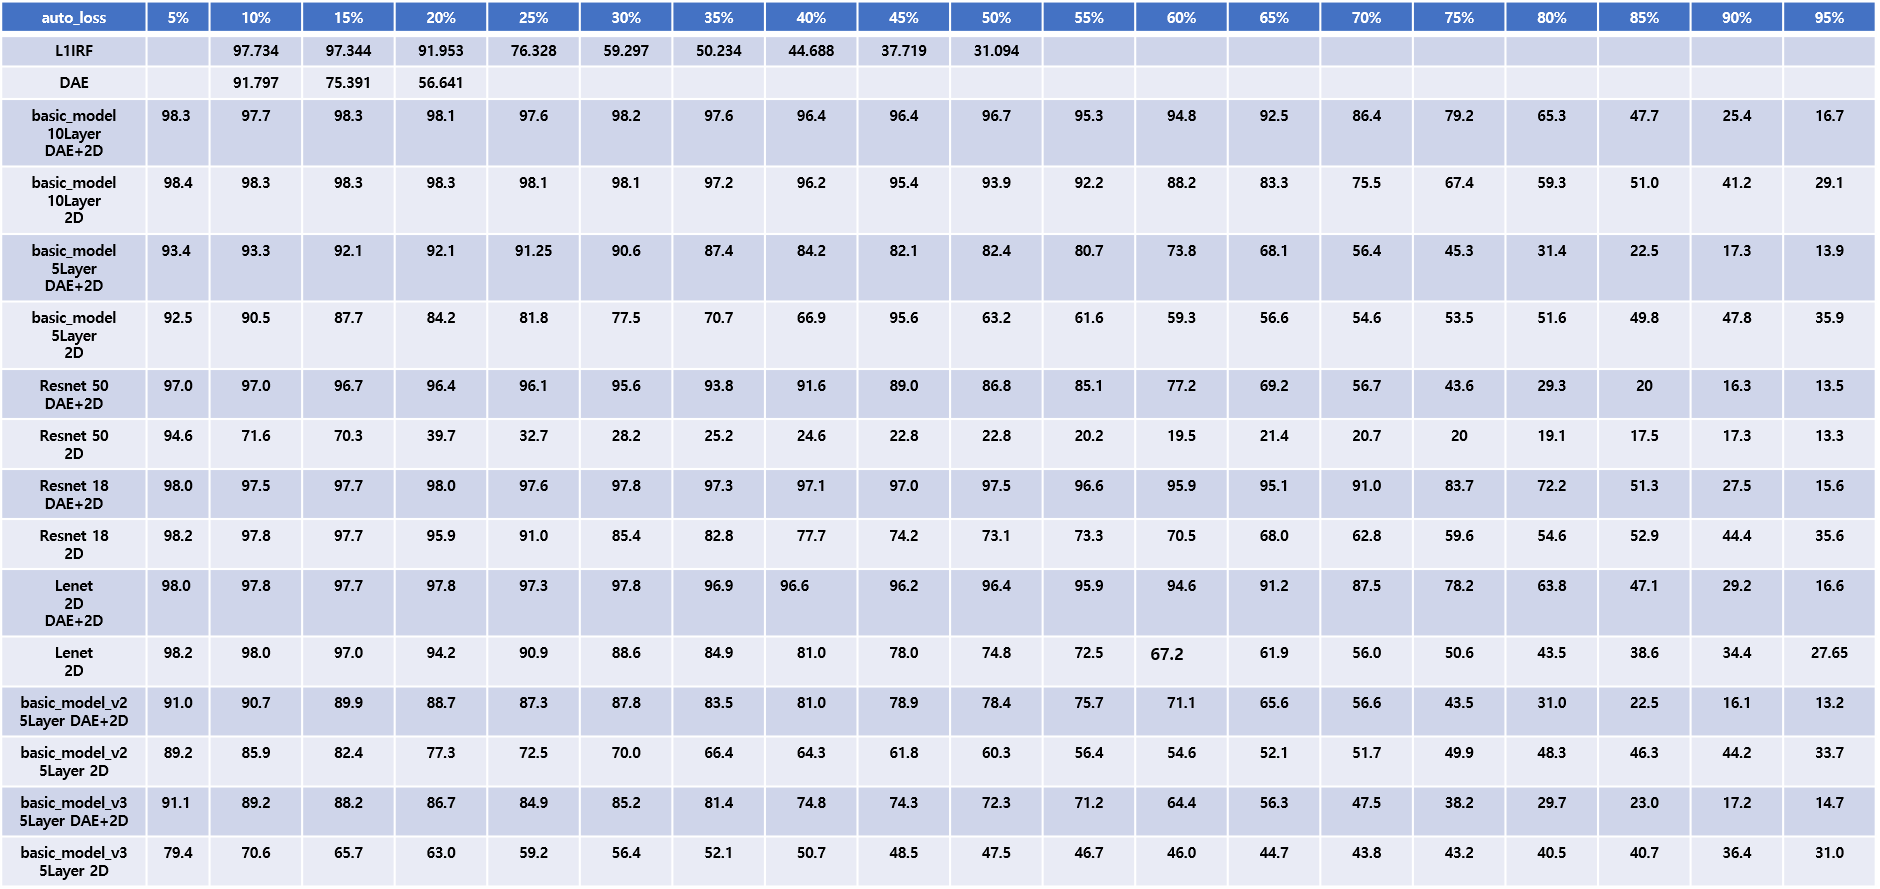 auto_loss 5% 10% 15% 20% 25% 30% 35% 40% 45% 50% 55% 60% 65% 70% 75% 80% 85% 90% 95%
L1IRF 97.734 97.344 91.953 76.328 59.297 50.234 44.688 37.719 31.094
DAE 91.797 75.391 56.641
basic_model 98.3 97.7 98.3 98.1 97.6 98.2 97.6 96.4 96.4 96.7 95.3 94.8 92.5 86.4 79.2 65.3 47.7 25.4 16.7
10Layer
DAE+2D
basic_model 98.4 98.3 98.3 98.3 98.1 98.1 97.2 96.2 95.4 93.9 92.2 88.2 83.3 75.5 67.4 59.3 51.0 41.2 29.1
10Layer
2D
basic_model 93.4 93.3 92.1 92.1 91.25 90.6 87.4 84.2 82.1 82.4 80.7 73.8 68.1 56.4 45.3 31.4 22.5 17.3 13.9
5Layer
DAE+2D
basic_model 92.5 90.5 87.7 84.2 81.8 77.5 70.7 66.9 95.6 63.2 61.6 59.3 56.6 54.6 53.5 51.6 49.8 47.8 35.9
5Layer
2D
Resnet 50 97.0 97.0 96.7 96.4 96.1 95.6 93.8 91.6 89.0 86.8 85.1 77.2 69.2 56.7 43.6 29.3 20 16.3 13.5
DAE+2D
Resnet 50 94.6 71.6 70.3 39.7 32.7 28.2 25.2 24.6 22.8 22.8 20.2 19.5 21.4 20.7 20 19.1 17.5 17.3 13.3
2D
Resnet 18 98.0 97.5 97.7 98.0 97.6 97.8 97.3 97.1 97.0 97.5 96.6 95.9 95.1 91.0 83.7 72.2 51.3 27.5 15.6
DAE+2D
Resnet 18 98.2 97.8 97.7 95.9 91.0 85.4 82.8 77.7 74.2 73.1 73.3 70.5 68.0 62.8 59.6 54.6 52.9 44.4 35.6
2D
Lenet 98.0 97.8 97.7 97.8 97.3 97.8 96.9 96.6 96.2 96.4 95.9 94.6 91.2 87.5 78.2 63.8 47.1 29.2 16.6
2D
DAE+2D
Lenet 98.2 98.0 97.0 94.2 90.9 88.6 84.9 81.0 78.0 74.8 72.5 67.2 61.9 56.0 50.6 43.5 38.6 34.4 27.65
2D
basic_model_v2 91.0 90.7 89.9 88.7 87.3 87.8 83.5 81.0 78.9 78.4 75.7 71.1 65.6 56.6 43.5 31.0 22.5 16.1 13.2
5Layer DAE+2D
basic_model_v2 89.2 85.9 82.4 77.3 72.5 70.0 66.4 64.3 61.8 60.3 56.4 54.6 52.1 51.7 49.9 48.3 46.3 44.2 33.7
5Layer 2D
basic_model_v3 91.1 89.2 88.2 86.7 84.9 85.2 81.4 74.8 74.3 72.3 71.2 64.4 56.3 47.5 38.2 29.7 23.0 17.2 14.7
5Layer DAE+2D
basic_model_v3 79.4 70.6 65.7 63.0 59.2 56.4 52.1 50.7 48.5 47.5 46.7 46.0 44.7 43.8 43.2 40.5 40.7 36.4 31.0
5Layer 2D